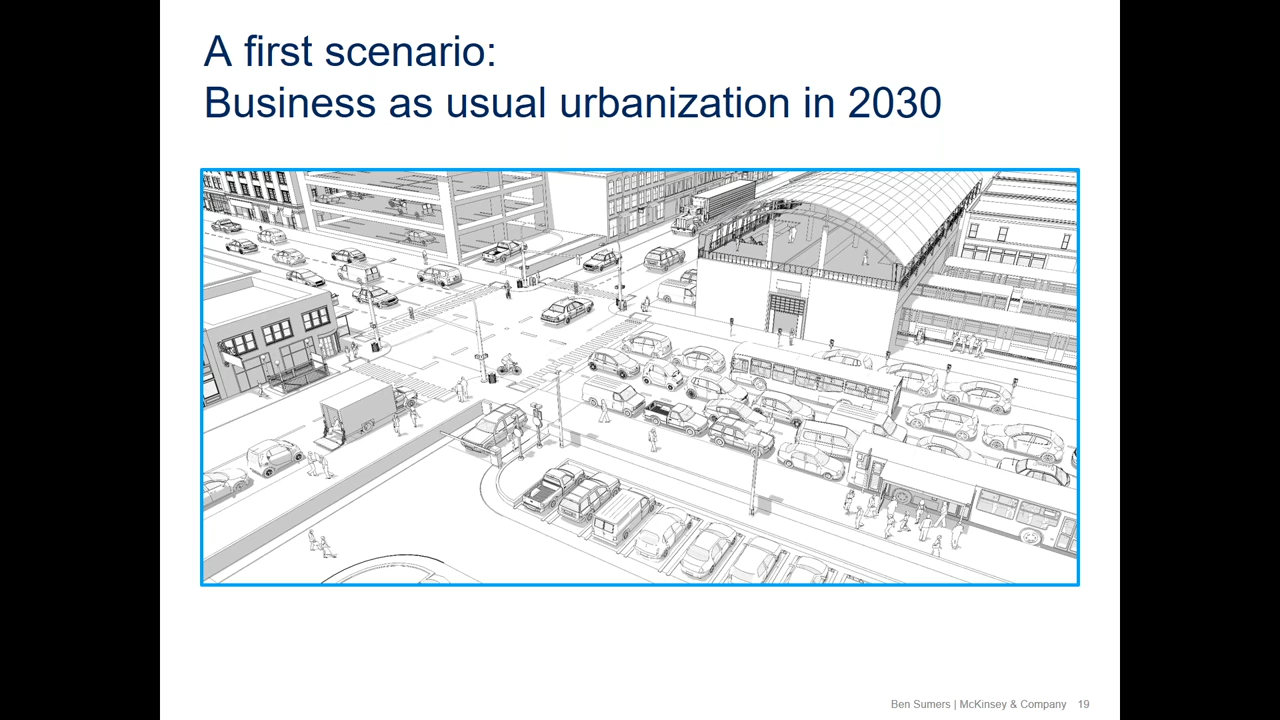 A first scenario:
Business as usual urbanization in 2030
Ben Sumers | McKinsey & Company 19